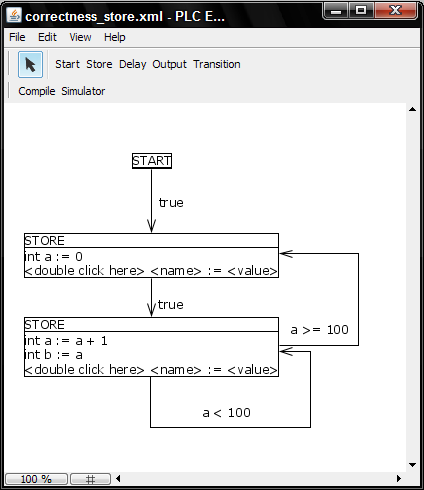 correctness_store.xml - PLC E...
File Edit View Help
Start Store Delay Output Transition
Compile Simulator
START
true
STORE
int a := 0
<double click here> <name> := <value>
true
STORE
int a := a + 1
int b := a
<double click here> <name> := <value>
a >= 100
a < 100
100 %